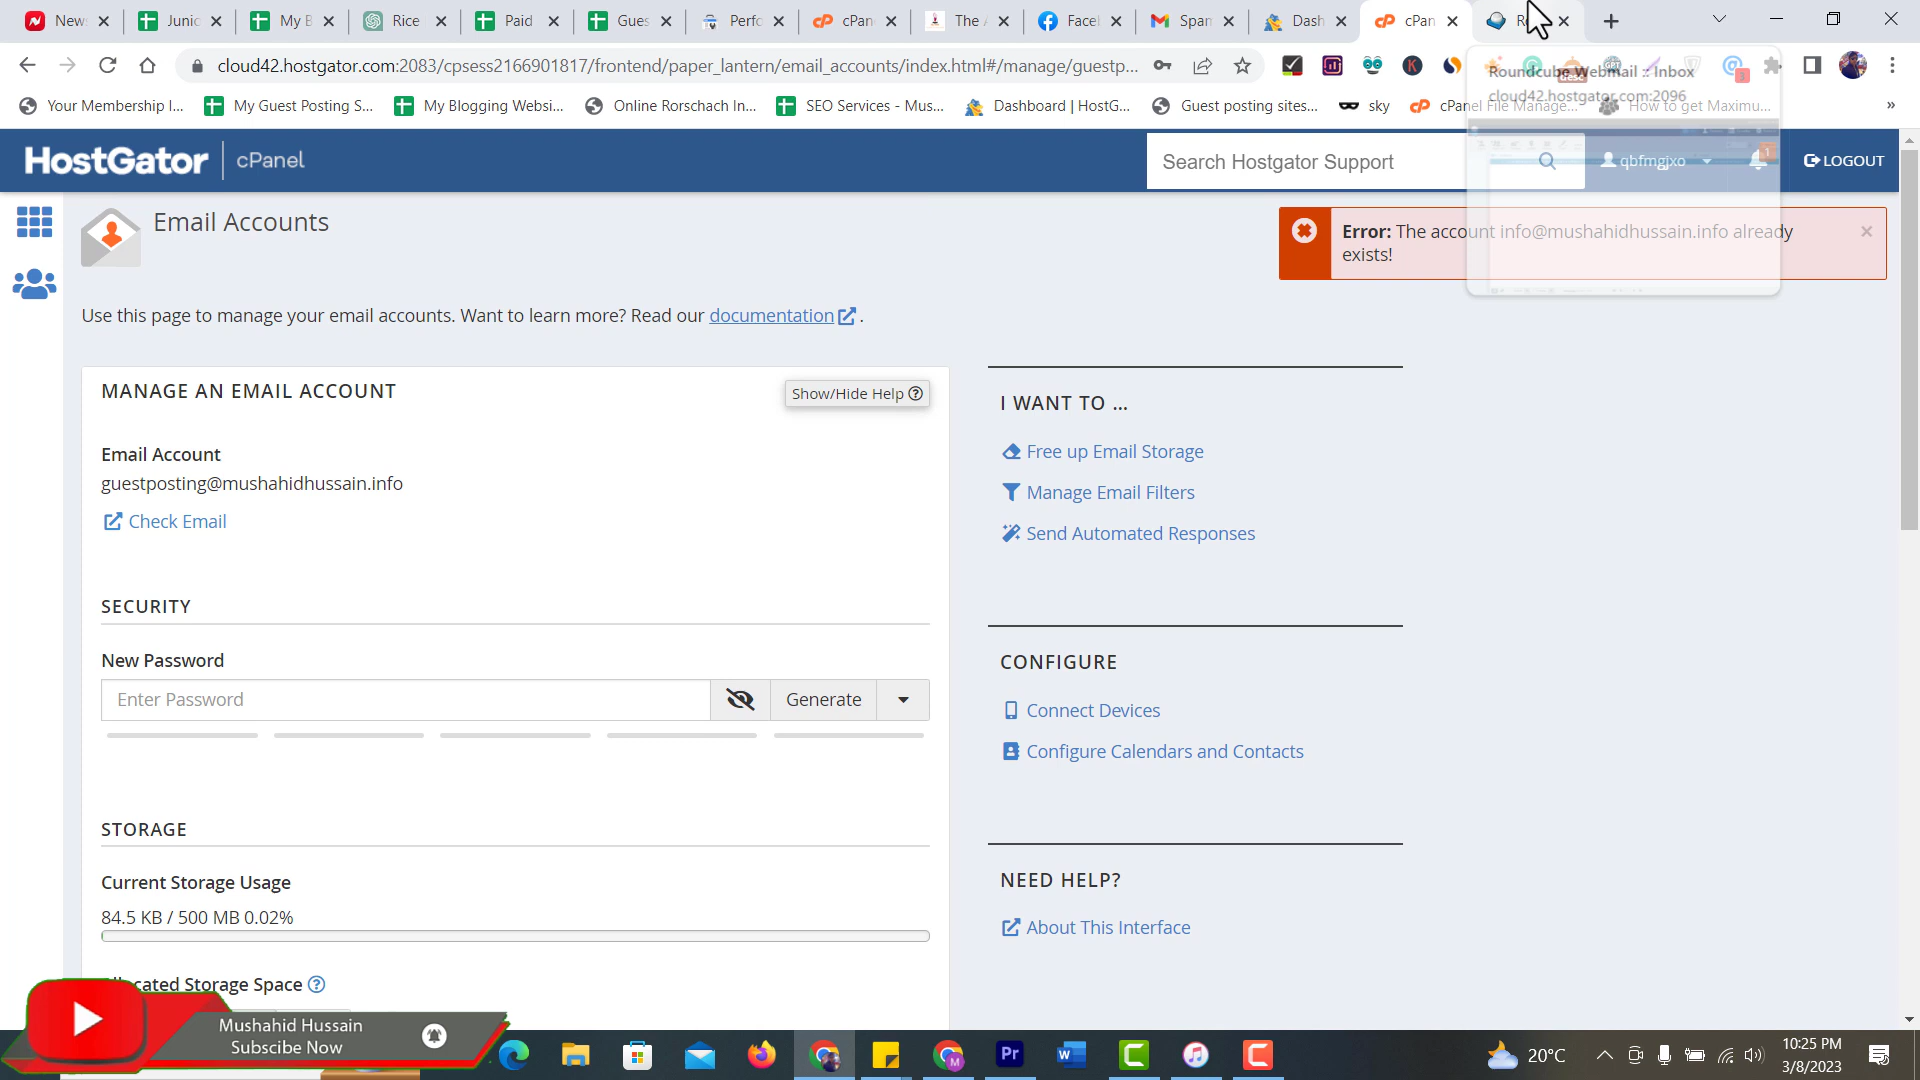 News
Junic
My B
Rice
Paid
Gues
Perfo
cPan
The A
Facel
Span
Dash
cPan
R
cloud42.hostgator.com:2083/cpsess2166901817/frontend/paper_lantern/email_accounts/index.html#/manage/guestp...
Your Membership I...
My Guest Posting S...
My Blogging Websi...
Online Rorschach In...
SEO Services - Mus...
Dashboard | HostG...
Guest posting sites...
sky
cPanel File Manage...
How to get Maximu...
»
Roundcube Webmail :: Inbox
cloud42.hostgator.com:2096
HostGator
cPanel
Search Hostgator Support
qbfmgjxo
1
LOGOUT
Email Accounts
Error: The account info@mushahidhussain.info already
exists!
Use this page to manage your email accounts. Want to learn more? Read our documentation .
MANAGE AN EMAIL ACCOUNT
Show/Hide Help
Email Account
guestposting@mushahidhussain.info
Check Email
SECURITY
New Password
Enter Password
Generate
STORAGE
Current Storage Usage
84.5 KB / 500 MB 0.02%
cated Storage Space
I WANT TO ...
Free up Email Storage
Manage Email Filters
Send Automated Responses
CONFIGURE
Connect Devices
Configure Calendars and Contacts
NEED HELP?
About This Interface
Mushahid Hussain
Subscibe Now
Pr
20°C
10:25 PM
3/8/2023